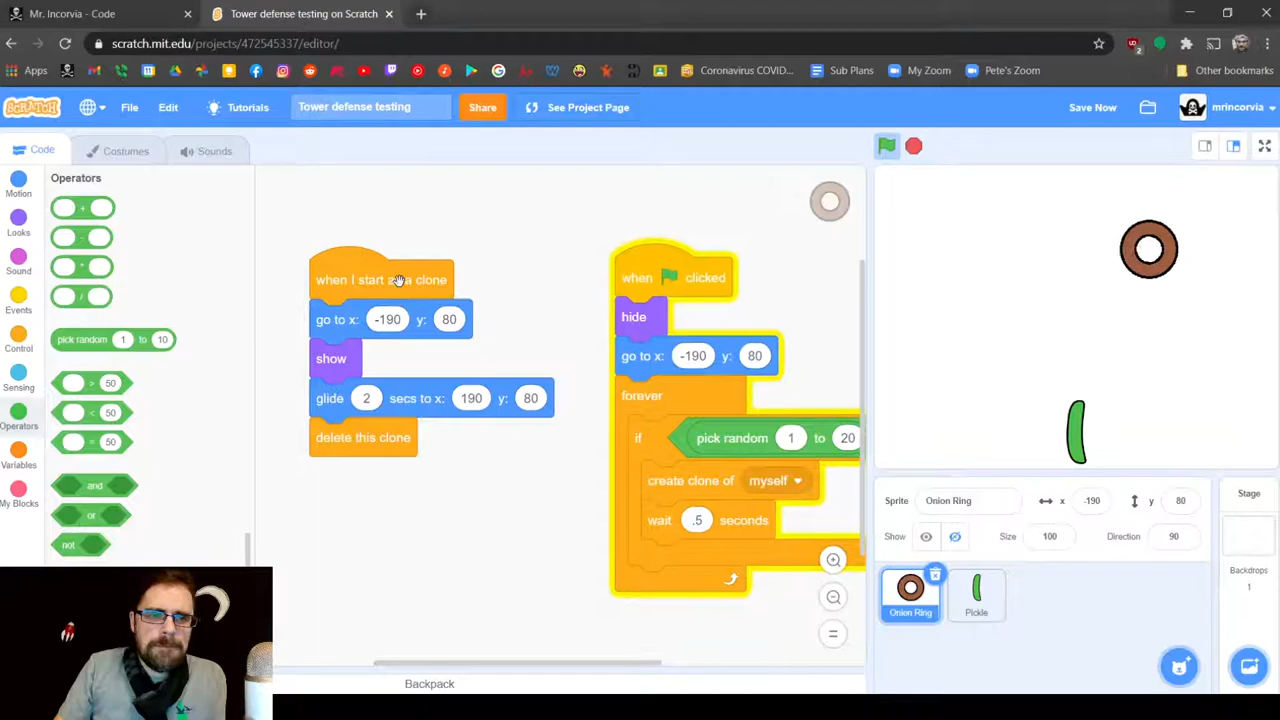 Mr. Incorvia - Code
Tower defense testing on Scratch
scratch.mit.edu/projects/472545337/editor/
2
Apps
Coronavirus COVID...
Sub Plans
My Zoom
Pete's Zoom
Other bookmarks
SCRATCH
File
Edit
Tutorials
Tower defense testing
Share
See Project Page
Save Now
mrincorvia
Code
Costumes
Sounds
Motion
Looks
Sound
Events
Control
Sensing
Operators
Variables
My Blocks
Operators
+
-
*
/
pick random 1 to 10
> 50
< 50
= 50
and
or
not
when I start as a clone
go to x: -190 y: 80
show
glide 2 secs to x: 190 y: 80
delete this clone
when clicked
hide
go to x: -190 y: 80
forever
if pick random 1 to 20
create clone of myself
wait .5 seconds
Backpack
Sprite Onion Ring x -190 y 80
Show Size 100 Direction 90
Onion Ring
Pickle
Stage
Backdrops
1